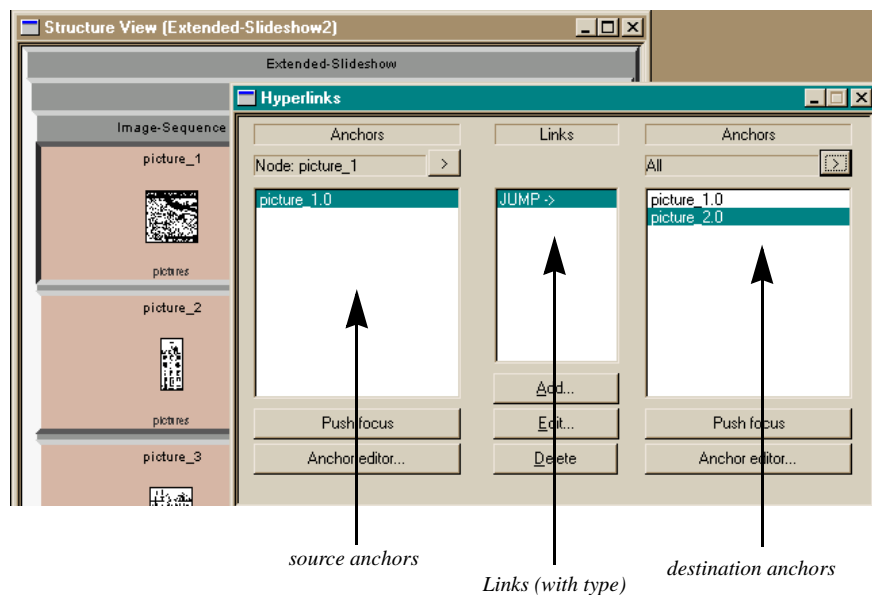 Structure View (Extended-Slideshow2)
Extended-Slideshow
Image-Sequence
picture_1
pictures
picture_2
pictures
picture_3
Hyperlinks
Anchors
Links
Anchors
Node: picture_1
>
All
>
picture_1.0
JUMP ->
picture_1.0
picture_2.0
Add...
Push focus
Edit...
Push focus
Anchor editor...
Delete
Anchor editor...
source anchors
Links (with type)
destination anchors